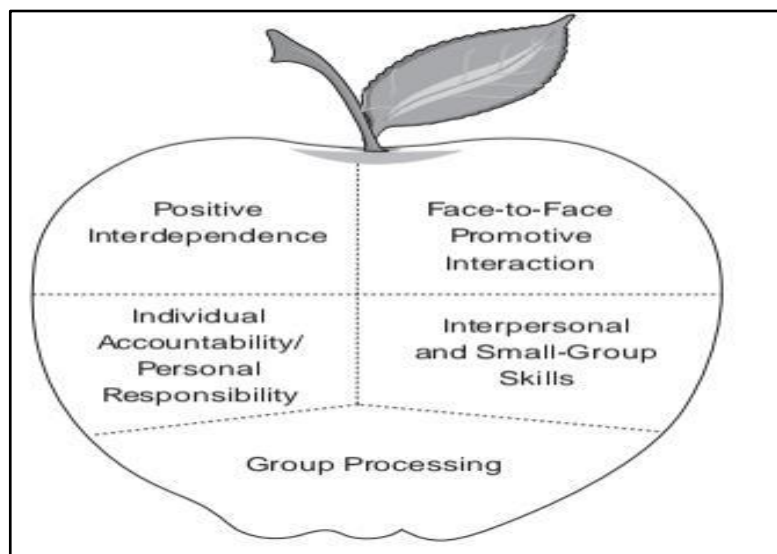 Positive
Interdependence
Face-to-Face
Promotive
Interaction
Individual
Accountability/
Personal
Responsibility
Interpersonal
and Small-Group
Skills
Group Processing